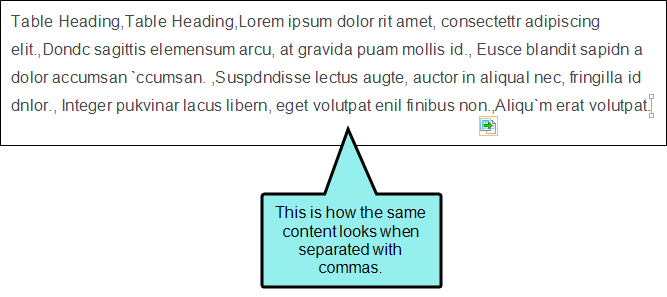 Table Heading,Table Heading,Lorem ipsum dolor rit amet, consectettr adipiscing
elit.,Dondc sagittis elemensum arcu, at gravida puam mollis id., Eusce blandit sapidn a
dolor accumsan `ccumsan. ,Suspdndisse lectus augte, auctor in aliqual nec, fringilla id
dnlor., Integer pukvinar lacus libern, eget volutpat enil finibus non.,Aliqu`m erat volutpat.
This is how the same
content looks when
separated with
commas.